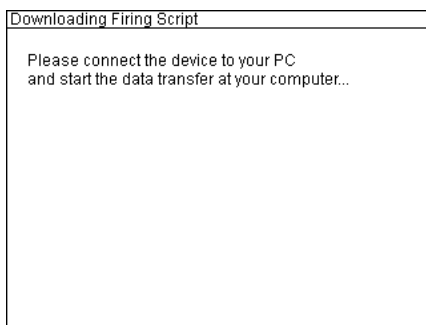 Downloading Firing Script
Please connect the device to your PC
and start the data transfer at your computer...